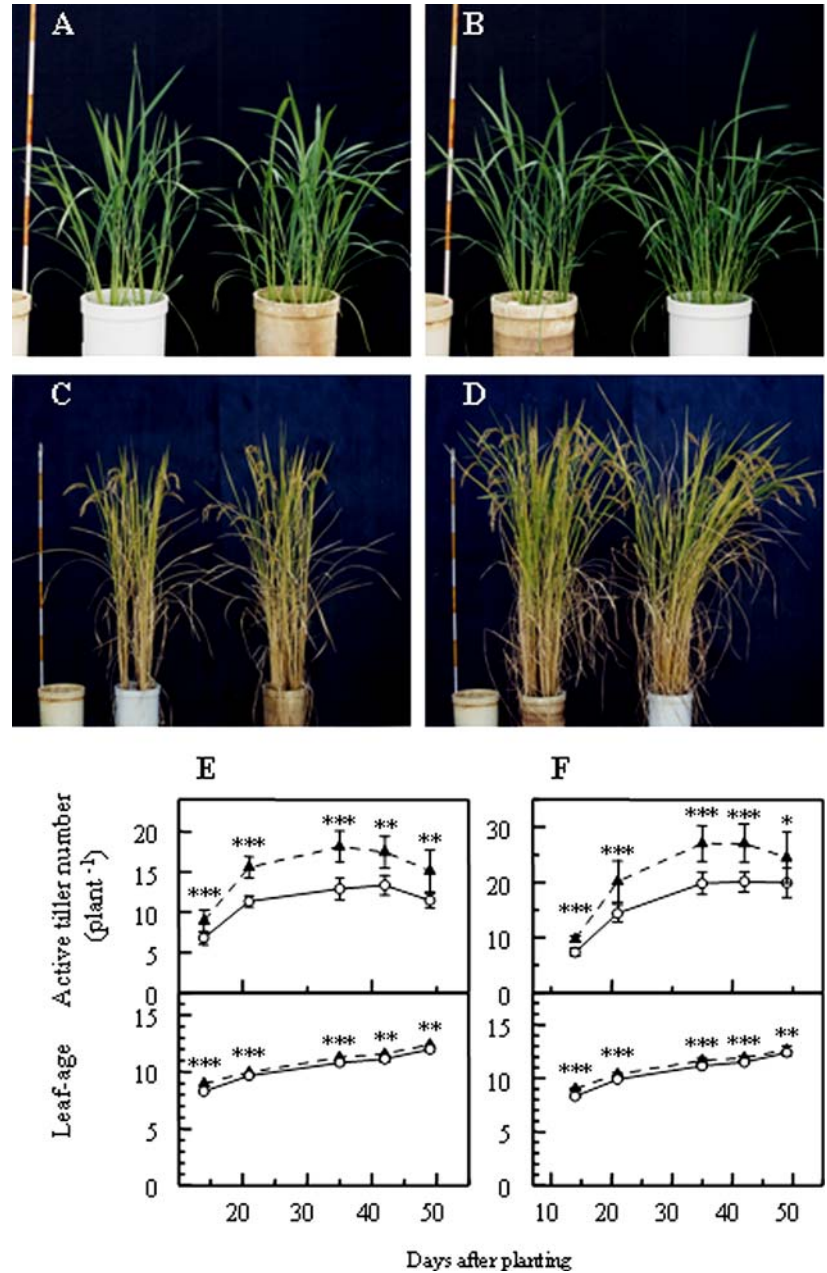 A B
C D
E F
Active tiller number
(plant -1)
20
15
10
5
0
*** *** *** ** **
30
20
10
0
*** *** *** *** *
Leaf-age
15
10
5
0
*** *** *** ** **
15
10
5
0
*** *** *** *** **
20 30 40 50
10 20 30 40 50
Days after planting